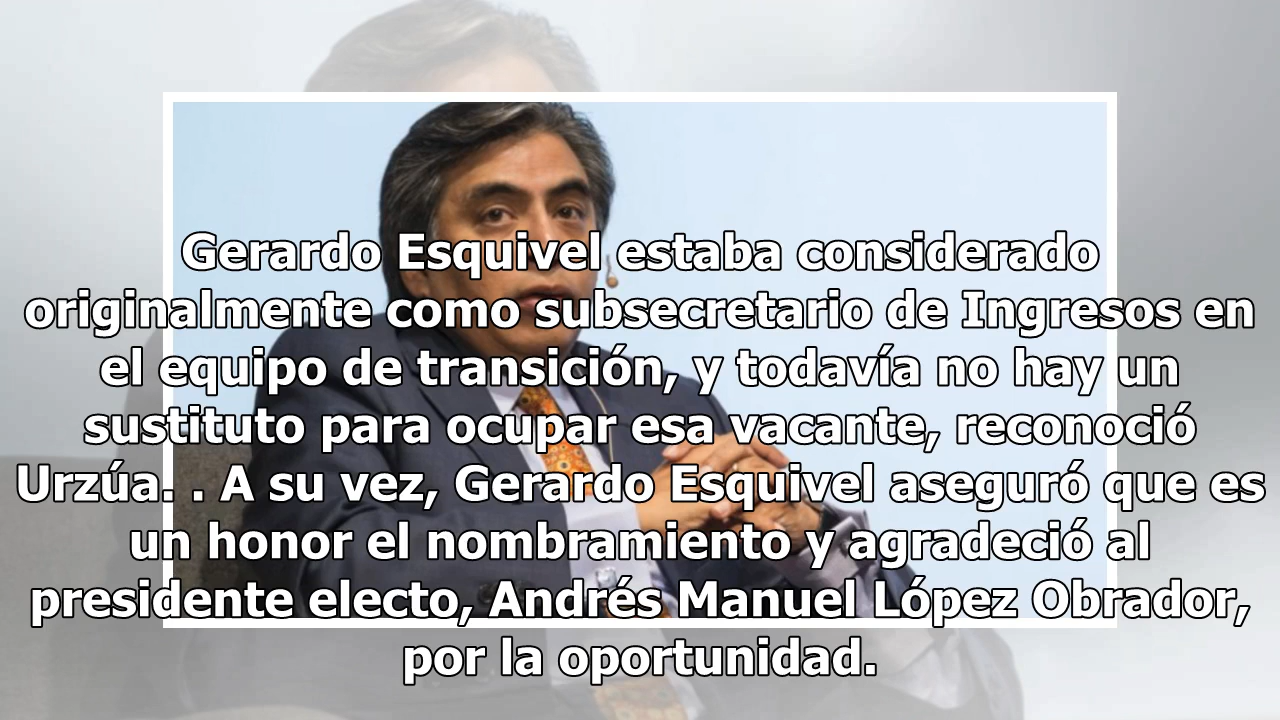 Gerardo Esquivel estaba considerado
originalmente como subsecretario de Ingresos en
el equipo de transición, y todavía no hay un
sustituto para ocupar esa vacante, reconoció
Urzúa. . A su vez, Gerardo Esquivel aseguró que es
un honor el nombramiento y agradeció al
presidente electo, Andrés Manuel López Obrador,
por la oportunidad.